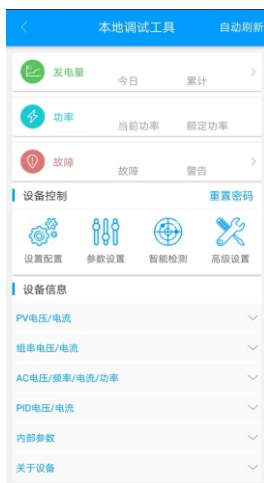 本地调试工具 自动刷新
发电量 今日 累计
功率 当前功率 额定功率
故障 故障 警告
设备控制 重置密码
设置配置 参数设置 智能检测 高级设置
设备信息
PV电压/电流
组串电压/电流
AC电压/频率/电流/功率
PID电压/电流
内部参数
关于设备